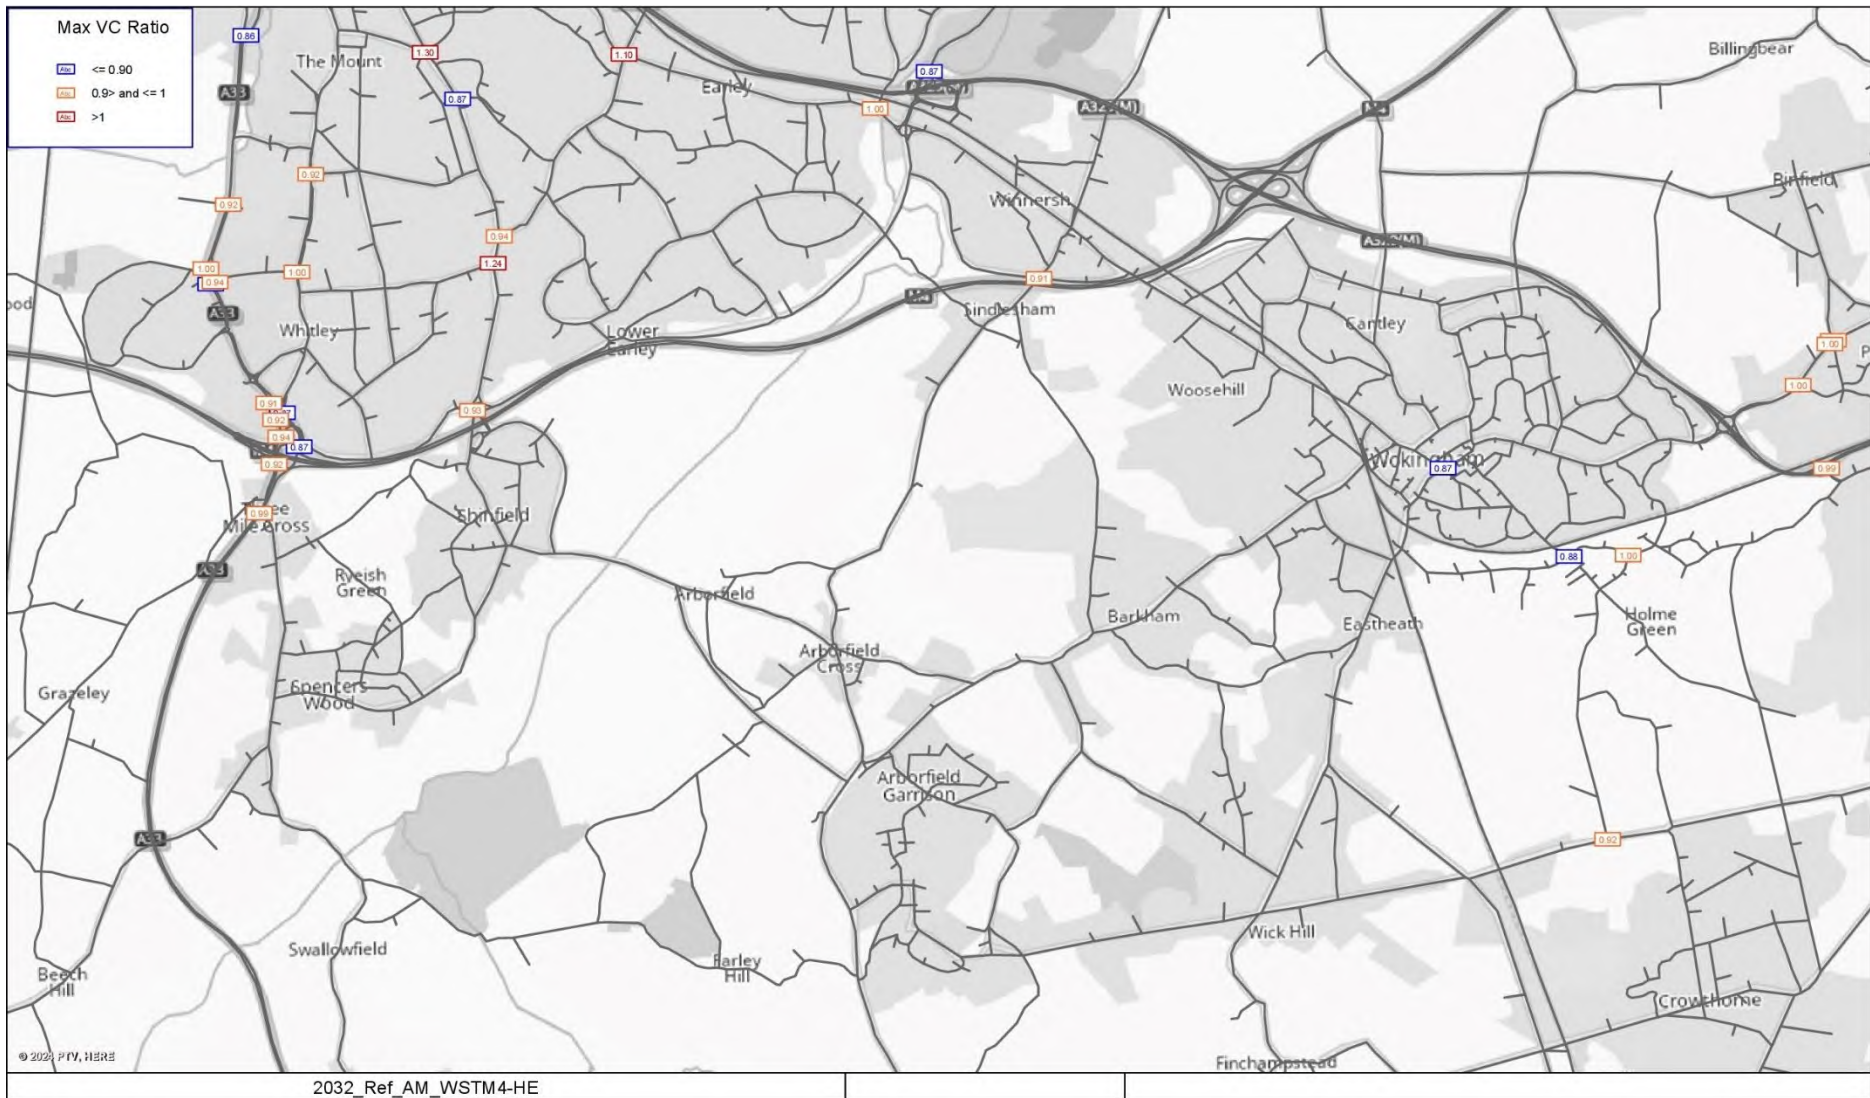 Max VC Ratio
Abc <= 0.90
Abc 0.9> and <= 1
Abc >1
0.86
1.30
1.10
The Mount
Billingbear
0.87
A33
0.87
Earley
1.00
A329(M)
M4
0.92
Binfield
0.92
Winnersh
0.94
A329(M)
1.24
1.00
1.00
0.94
0.91
M4
A33
Sindlesham
Whitley
Lower
Earley
Cantley
1.00
Woosehill
1.00
0.91
0.93
0.92
0.94
0.87
0.92
Wokingham
0.87
0.99
0.99
Mile Cross
Shinfield
0.88
1.00
A33
Ryeish
Green
Arborfield
Barkham
Eastheath
Holme
Green
Arborfield
Cross
Grazeley
Spencers
Wood
Arborfield
Garrison
A33
0.92
Swallowfield
Wick Hill
Farley
Hill
Beech
Hill
Crowthorne
Finchampstead
© 2024 PTV, HERE
2032_Ref_AM_WSTM4-HE